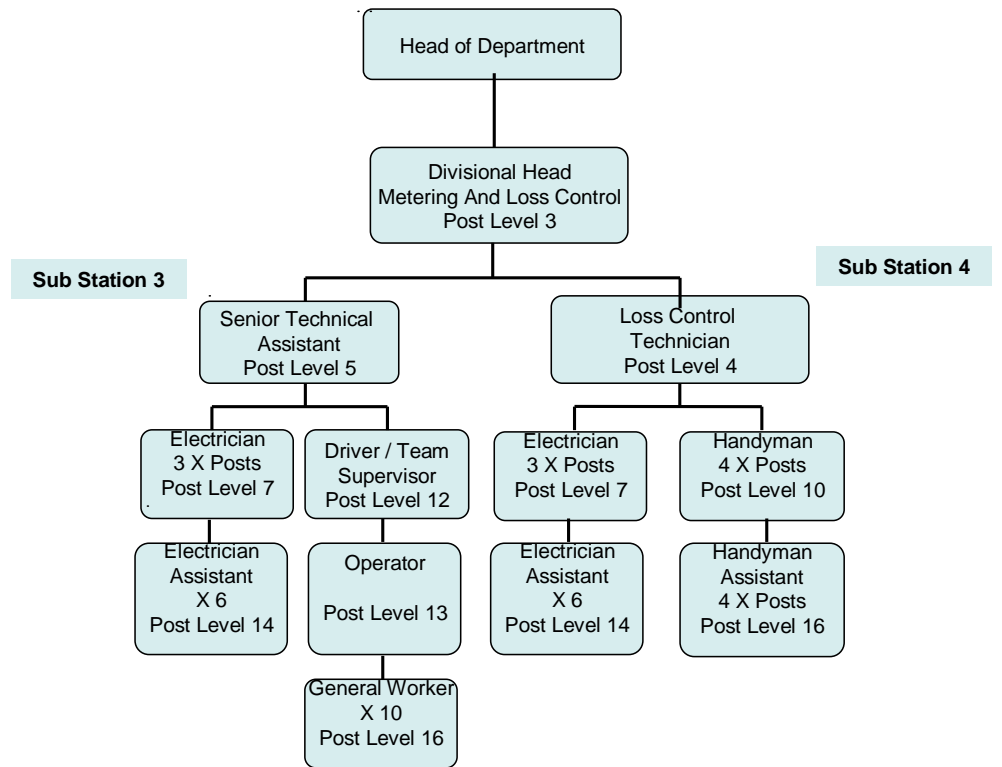 Head of Department
Divisional Head
Metering And Loss Control
Post Level 3
Sub Station 3
Sub Station 4
Senior Technical
Assistant
Post Level 5
Loss Control
Technician
Post Level 4
Electrician
3 X Posts
Post Level 7
Driver / Team
Supervisor
Post Level 12
Electrician
3 X Posts
Post Level 7
Handyman
4 X Posts
Post Level 10
Electrician
Assistant
X 6
Post Level 14
Operator
Post Level 13
Electrician
Assistant
X 6
Post Level 14
Handyman
Assistant
4 X Posts
Post Level 16
General Worker
X 10
Post Level 16